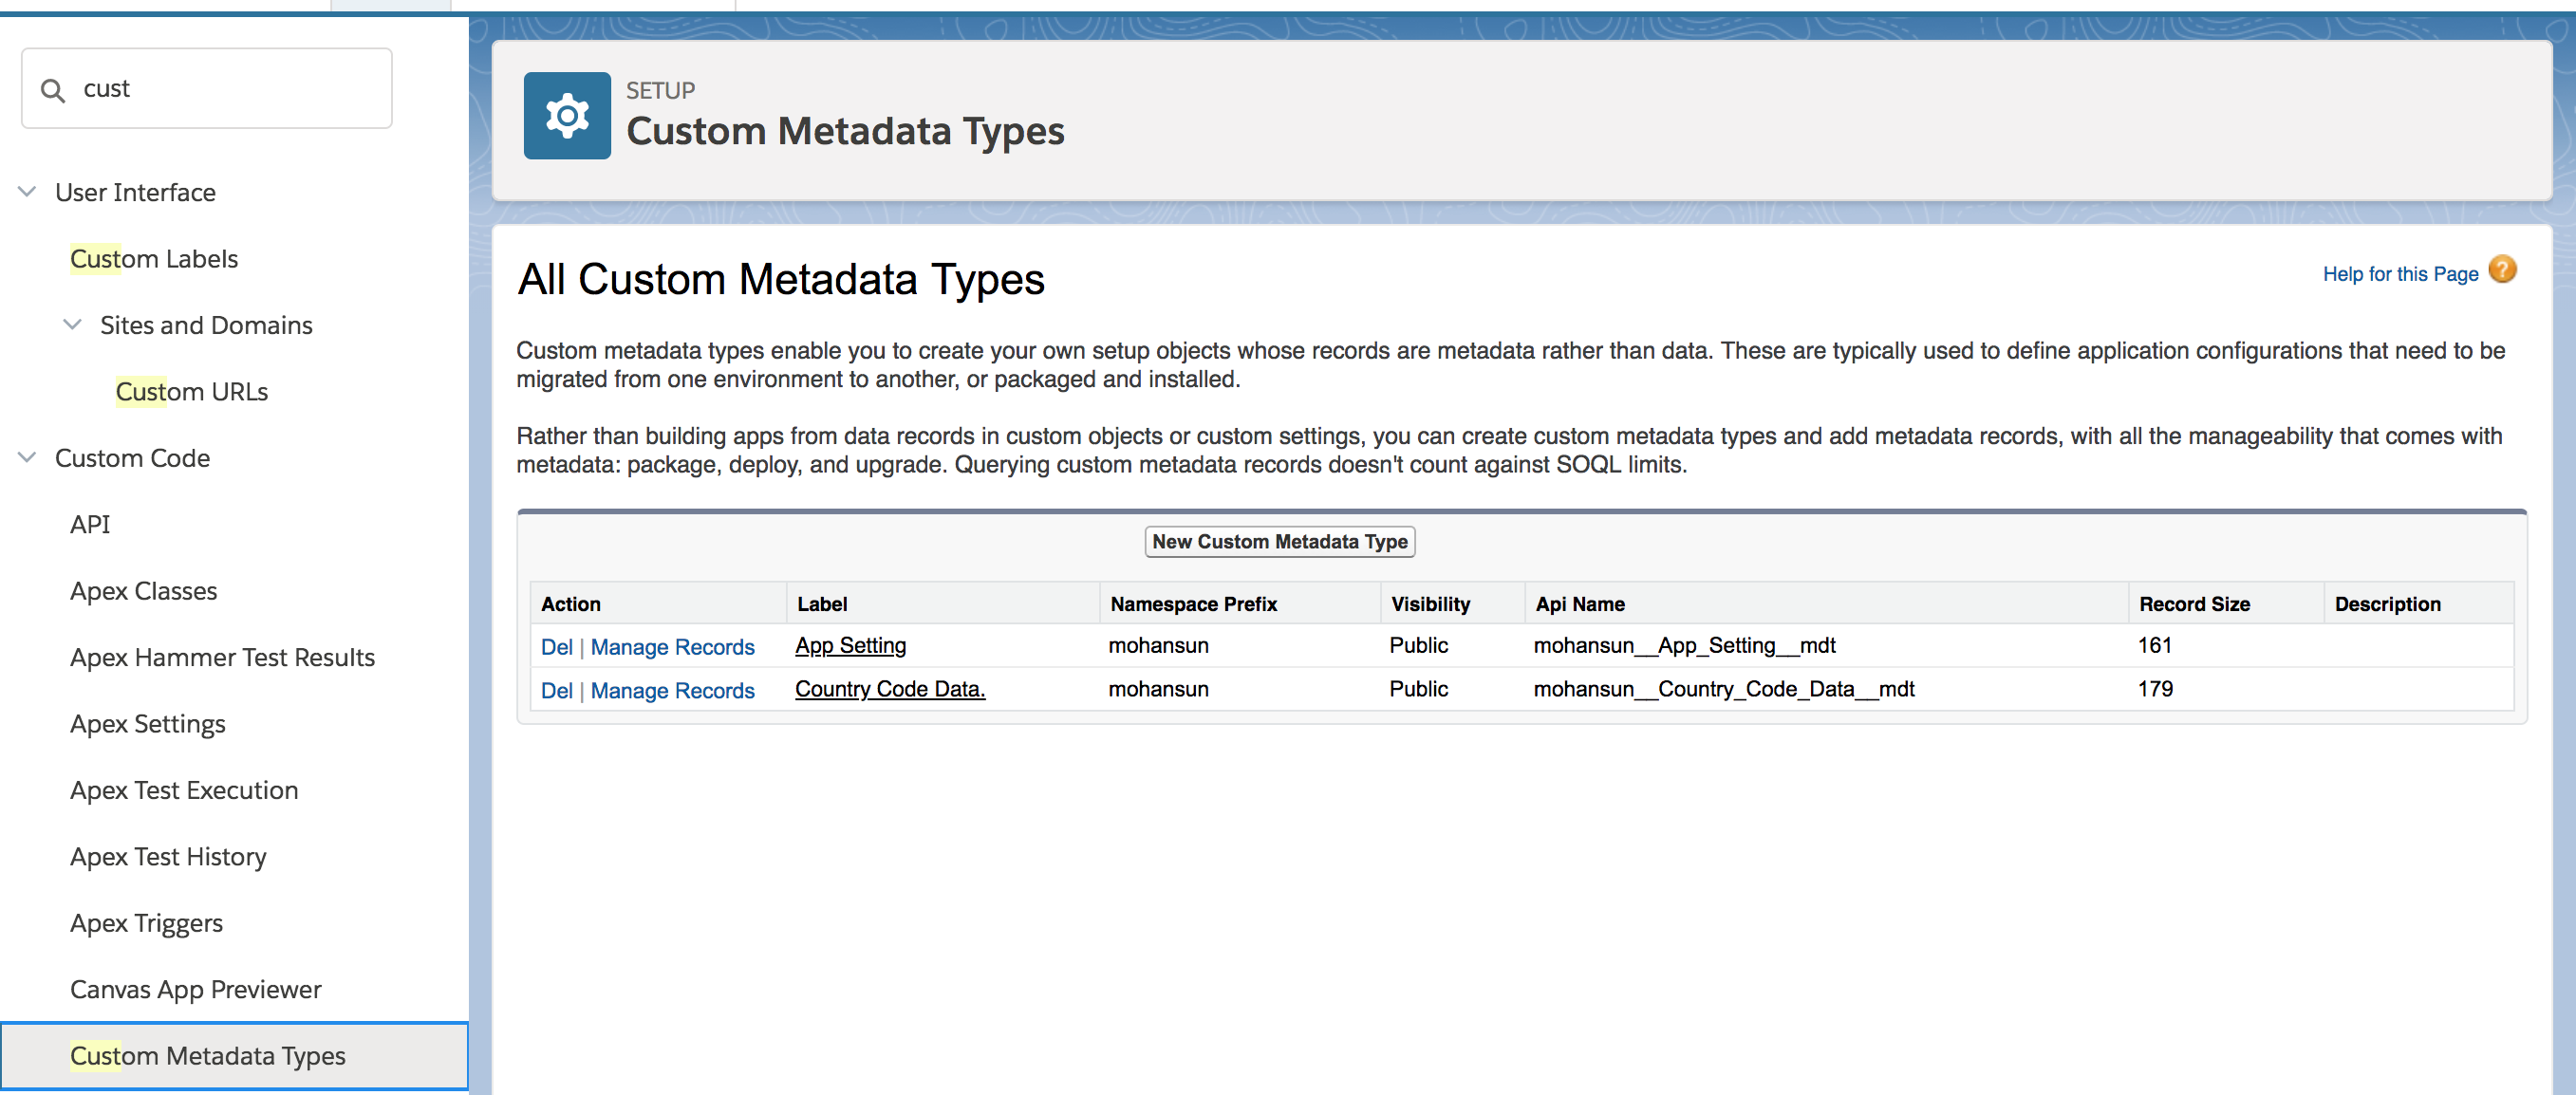 cust
User Interface
Custom Labels
Sites and Domains
Custom URLs
Custom Code
API
Apex Classes
Apex Hammer Test Results
Apex Settings
Apex Test Execution
Apex Test History
Apex Triggers
Canvas App Previewer
Custom Metadata Types
SETUP
Custom Metadata Types
All Custom Metadata Types
Help for this Page ?
Custom metadata types enable you to create your own setup objects whose records are metadata rather than data. These are typically used to define application configurations that need to be
migrated from one environment to another, or packaged and installed.
Rather than building apps from data records in custom objects or custom settings, you can create custom metadata types and add metadata records, with all the manageability that comes with
metadata: package, deploy, and upgrade. Querying custom metadata records doesn't count against SOQL limits.
New Custom Metadata Type
Action Label Namespace Prefix Visibility Api Name Record Size Description
Del | Manage Records App Setting mohansun Public mohansun__App_Setting__mdt 161
Del | Manage Records Country Code Data. mohansun Public mohansun__Country_Code_Data__mdt 179